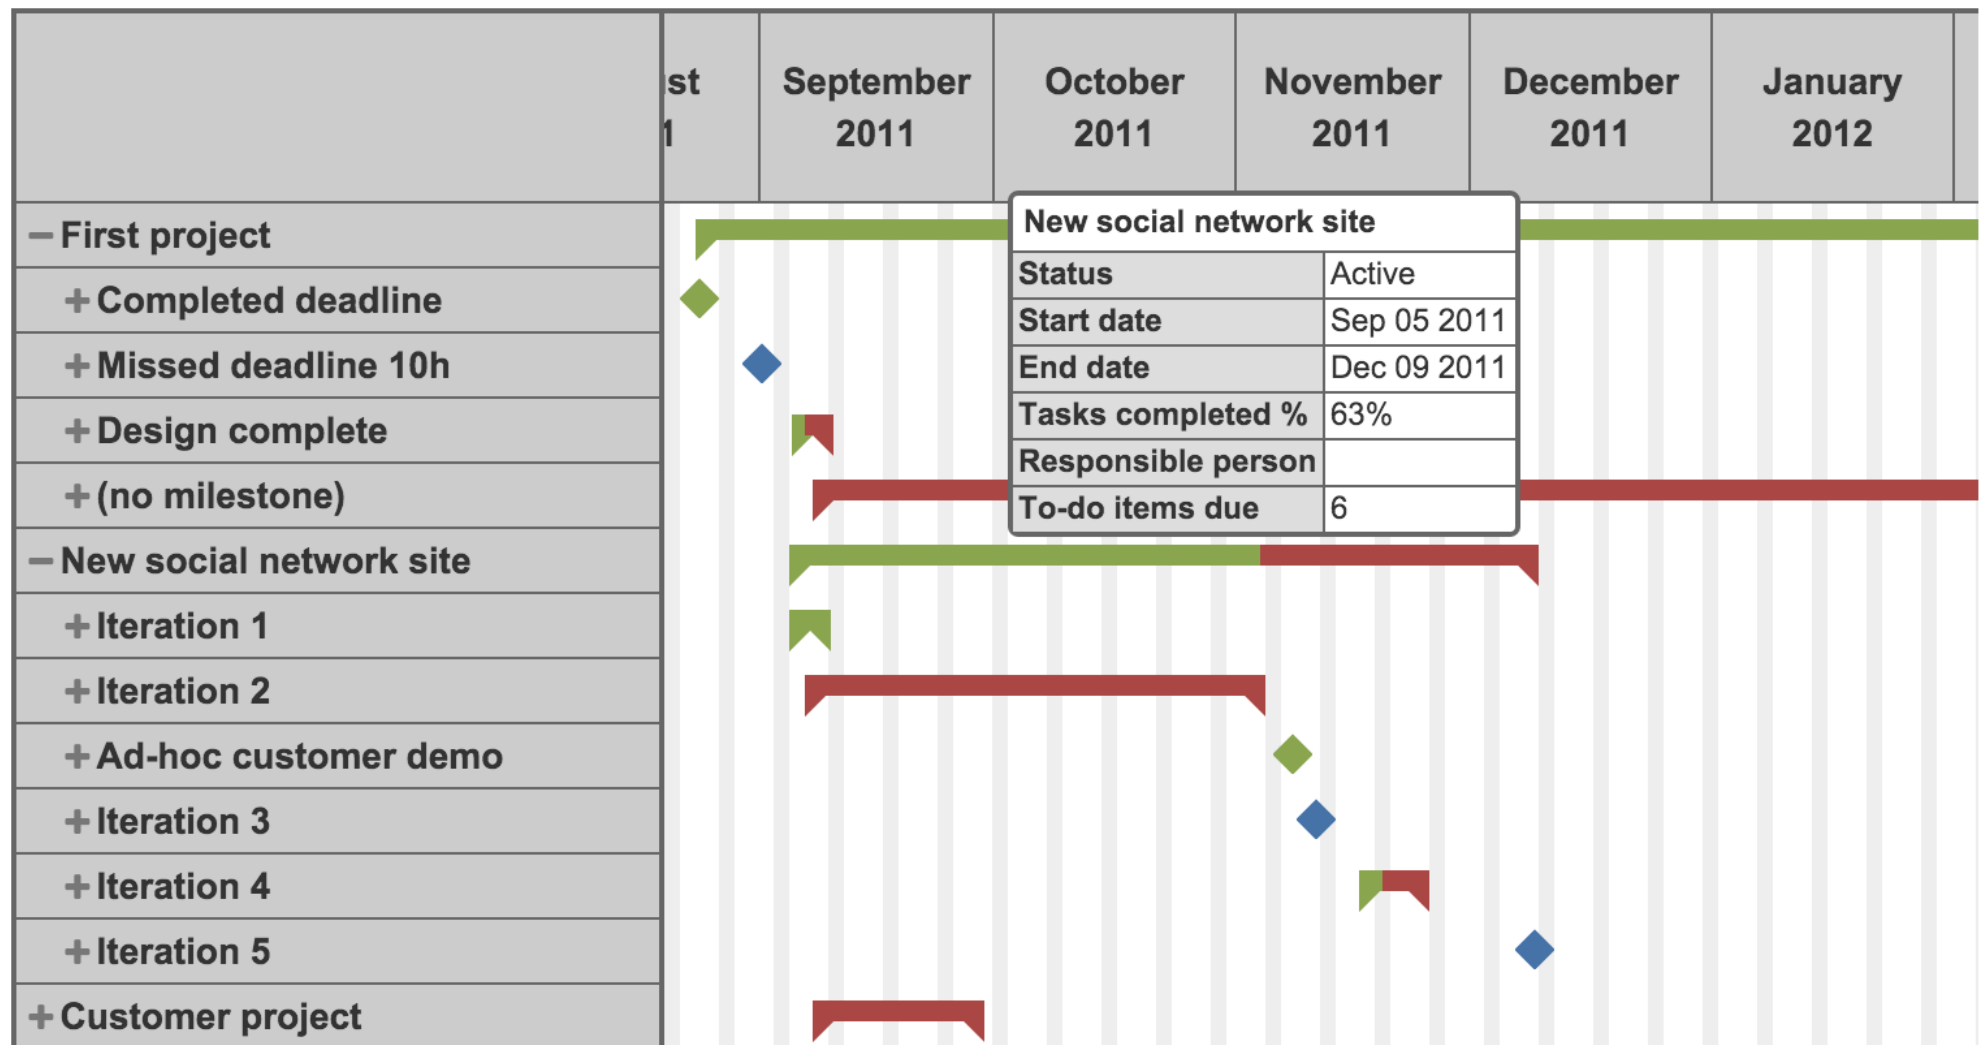 st September October November December January
1 2011 2011 2011 2011 2012
First project
Completed deadline
Missed deadline 10h
Design complete
(no milestone)
New social network site
Iteration 1
Iteration 2
Ad-hoc customer demo
Iteration 3
Iteration 4
Iteration 5
Customer project
New social network site
Status Active
Start date Sep 05 2011
End date Dec 09 2011
Tasks completed % 63%
Responsible person
To-do items due 6